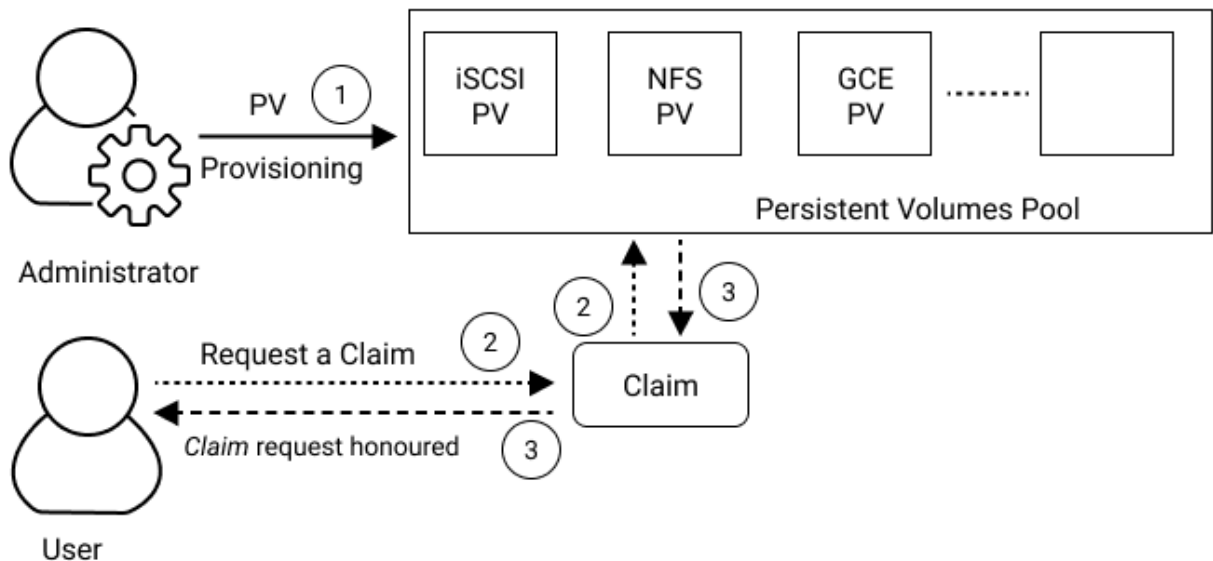 iSCSI
PV
NFS
PV
GCE
PV
PV
1
Provisioning
Persistent Volumes Pool
Administrator
2
3
Request a Claim
2
Claim
Claim request honoured
3
User